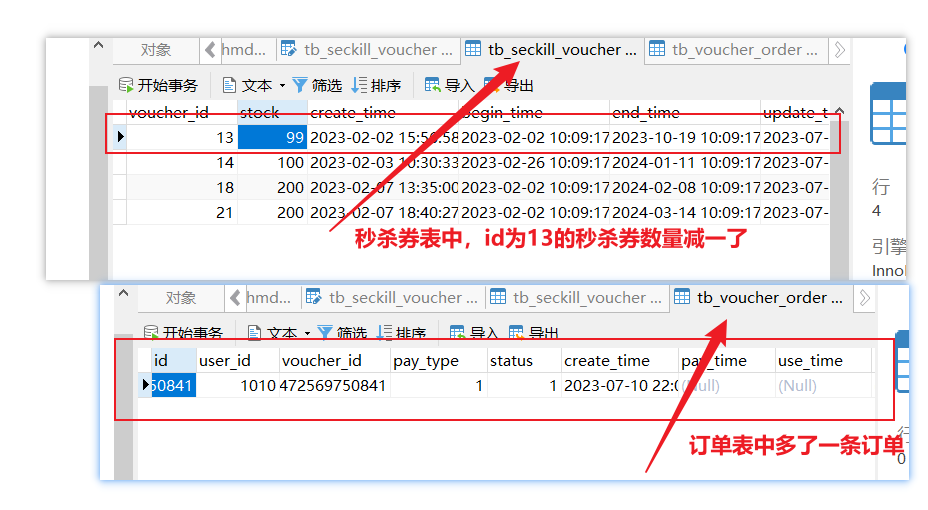 对象 hmd... tb_seckill_voucher ... tb_seckill_voucher ... tb_voucher_order ...
开始事务 文本 筛选 排序 导入 导出
voucher_id stock create_time begin_time end_time update_t
13 99 2023-02-02 15:50:58 2023-02-02 10:09:17 2023-10-19 10:09:17 2023-07-
14 100 2023-02-03 10:30:33 2023-02-26 10:09:17 2024-01-11 10:09:17 2023-07-
18 200 2023-02-07 13:35:00 2023-02-02 10:09:17 2024-02-08 10:09:17 2023-07-
21 200 2023-02-07 18:40:27 2023-02-02 10:09:17 2024-03-14 10:09:17 2023-07-
行
4
引擎
Innol
秒杀券表中，id为13的秒杀券数量减一了
对象 hmd... tb_seckill_voucher ... tb_seckill_voucher ... tb_voucher_order ...
开始事务 文本 筛选 排序 导入 导出
id user_id voucher_id pay_type status create_time pay_time use_time
50841 1010 472569750841 1 1 2023-07-10 22:0 (Null) (Null)
行
0
订单表中多了一条订单